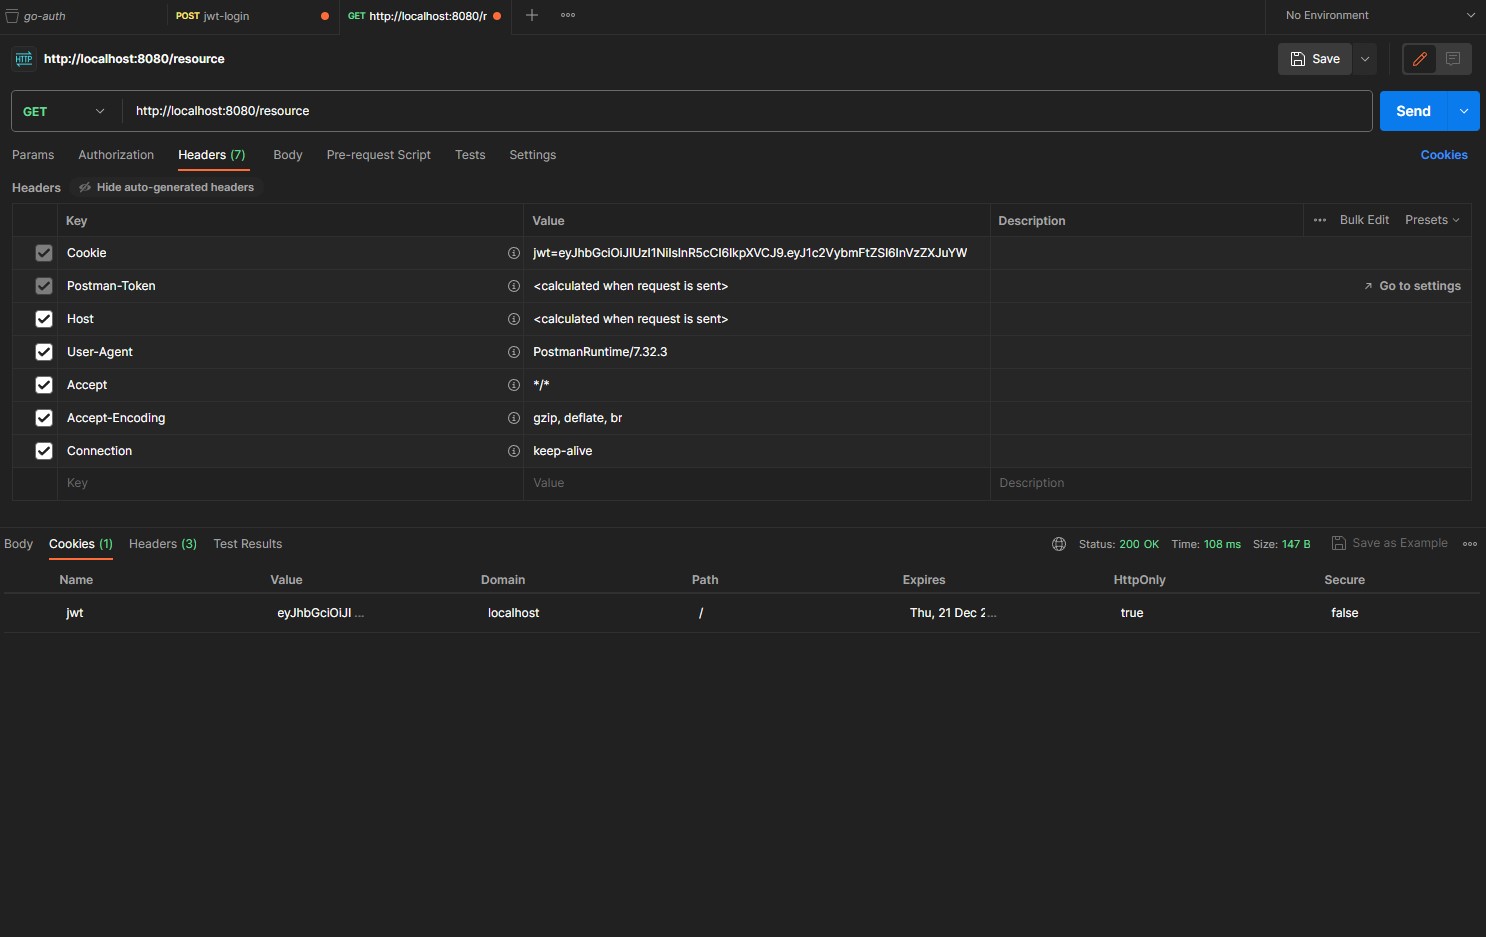 go-auth
POST jwt-login
GET http://localhost:8080/r
No Environment
HTTP http://localhost:8080/resource
Save
GET http://localhost:8080/resource
Send
Params Authorization Headers (7) Body Pre-request Script Tests Settings Cookies
Headers Hide auto-generated headers
Key Value Description Bulk Edit Presets
Cookie jwt=eyJhbGciOiJIUzI1NiIsInR5cCI6IkpXVCJ9.eyJ1c2VybmFtZSI6InVzZXJuYW
Postman-Token <calculated when request is sent> Go to settings
Host <calculated when request is sent>
User-Agent PostmanRuntime/7.32.3
Accept */*
Accept-Encoding gzip, deflate, br
Connection keep-alive
Key Value Description
Body Cookies (1) Headers (3) Test Results Status: 200 OK Time: 108 ms Size: 147 B Save as Example
Name Value Domain Path Expires HttpOnly Secure
jwt eyJhbGciOiJI ... localhost / Thu, 21 Dec 2... true false